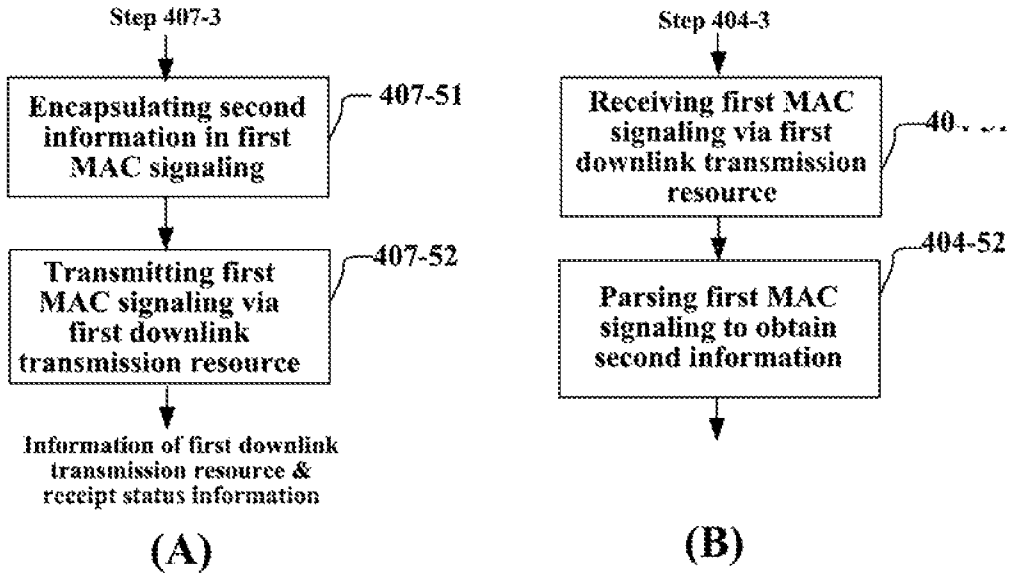 Step 407-3
Encapsulating second
information in first
MAC signaling
407-51
Transmitting first
MAC signaling via
first downlink
transmission resource
407-52
Information of first downlink
transmission resource &
receipt status information
(A)
Step 404-3
Receiving first MAC
signaling via first
downlink transmission
resource
Parsing first MAC
signaling to obtain
second information
404-52
(B)